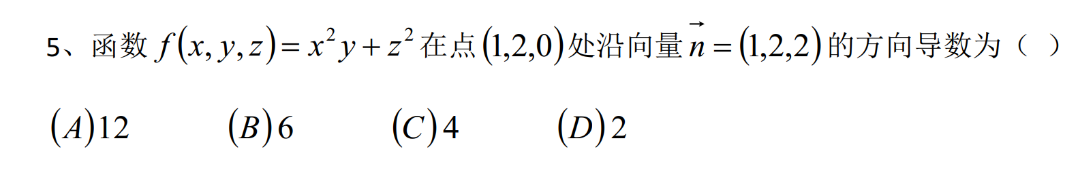 5、函数 f(x, y, z) = x²y + z² 在点 (1,2,0) 处沿向量 n⃗ = (1,2,2) 的方向导数为（ ）
(A)12 (B)6 (C)4 (D)2